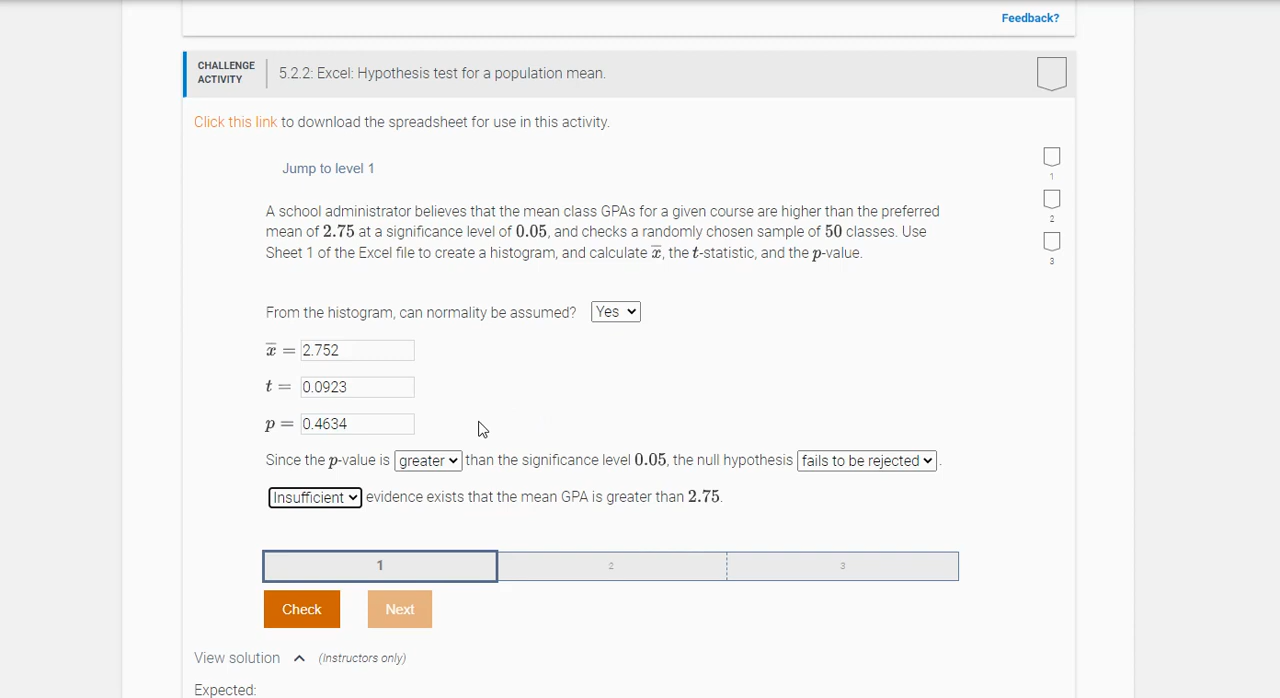 Feedback?
CHALLENGE
ACTIVITY
5.2.2: Excel: Hypothesis test for a population mean.
Click this link to download the spreadsheet for use in this activity.
Jump to level 1
1
2
3
A school administrator believes that the mean class GPAs for a given course are higher than the preferred
mean of 2.75 at a significance level of 0.05, and checks a randomly chosen sample of 50 classes. Use
Sheet 1 of the Excel file to create a histogram, and calculate x̅, the t-statistic, and the p-value.
From the histogram, can normality be assumed? Yes
x̅ = 2.752
t = 0.0923
p = 0.4634
Since the p-value is greater than the significance level 0.05, the null hypothesis fails to be rejected.
Insufficient evidence exists that the mean GPA is greater than 2.75.
1 2 3
Check Next
View solution (Instructors only)
Expected: